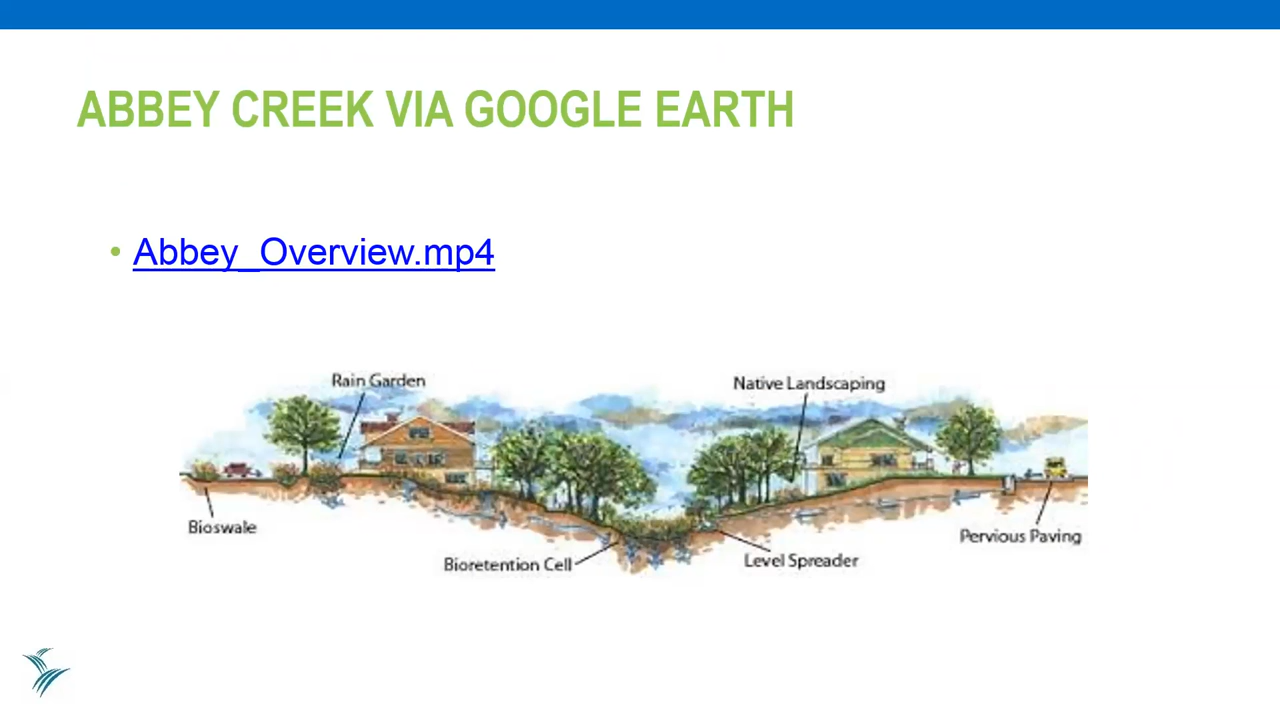 ABBEY CREEK VIA GOOGLE EARTH
• Abbey_Overview.mp4
Rain Garden
Native Landscaping
Bioswale
Pervious Paving
Bioretention Cell
Level Spreader